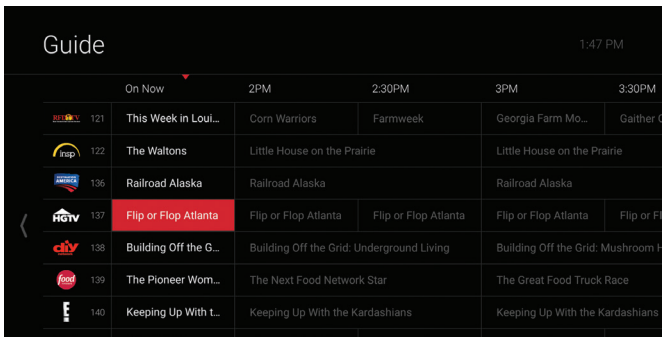 Guide
1:47 PM
On Now 2PM 2:30PM 3PM 3:30PM
RFD TV 121 This Week in Loui... Corn Warriors Farmweek Georgia Farm Mo... Gaither
insp 122 The Waltons Little House on the Prairie Little House on the Prairie
DESTINATION AMERICA 136 Railroad Alaska Railroad Alaska Railroad Alaska
HGTV 137 Flip or Flop Atlanta Flip or Flop Atlanta Flip or Flop Atlanta Flip or Flop Atlanta Flip or Fl
diy 138 Building Off the G... Building Off the Grid: Underground Living Building Off the Grid: Mushroom H
food 139 The Pioneer Wom... The Next Food Network Star The Great Food Truck Race
E 140 Keeping Up With t... Keeping Up With the Kardashians Keeping Up With the Kardashians